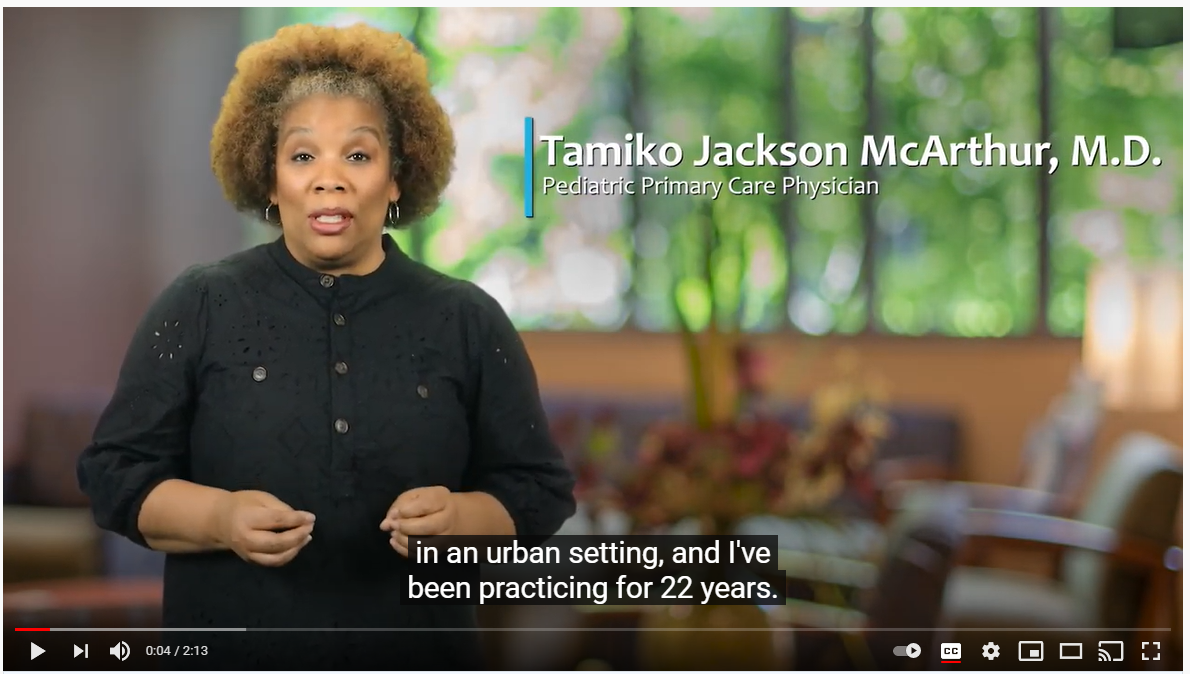 Tamiko Jackson McArthur, M.D.
Pediatric Primary Care Physician
in an urban setting, and I've
been practicing for 22 years.
0:04 / 2:13
CC